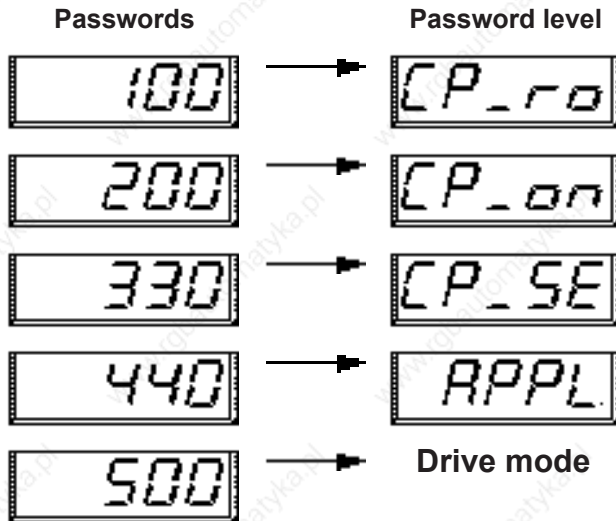 Passwords Password level
100 CP_ro
200 CP_on
330 CP_SE
440 APPL.
500 Drive mode